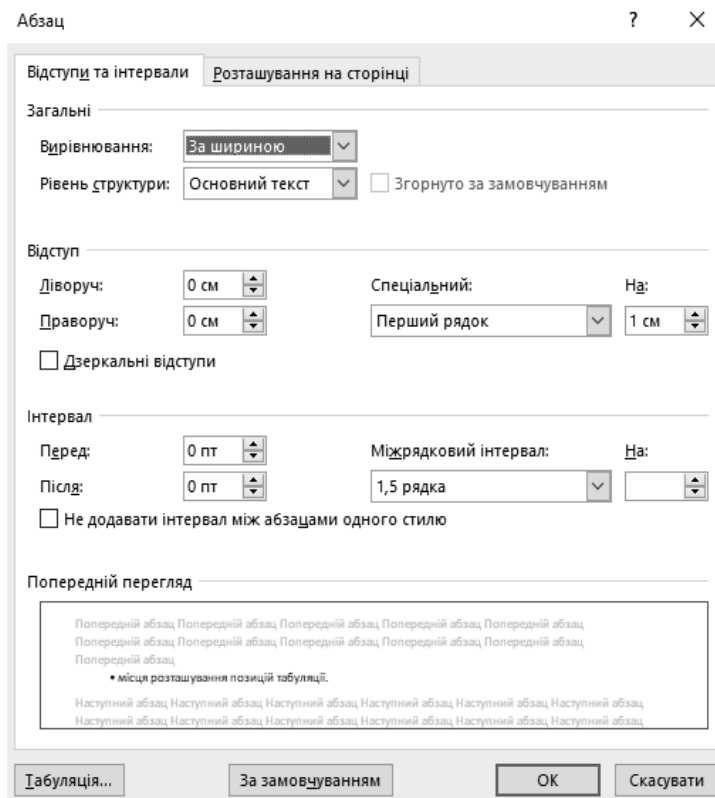 Абзац ? ×
Відступи та інтервали Розташування на сторінці
Загальні
Вирівнювання: За шириною
Рівень структури: Основний текст Згорнуто за замовчуванням
Відступ
Ліворуч: 0 см Спеціальний: На:
Праворуч: 0 см Перший рядок 1 см
Дзеркальні відступи
Інтервал
Перед: 0 пт Міжрядковий інтервал: На:
Після: 0 пт 1,5 рядка
Не додавати інтервал між абзацами одного стилю
Попередній перегляд
Попередній абзац Попередній абзац Попередній абзац Попередній абзац Попередній абзац
Попередній абзац Попередній абзац Попередній абзац Попередній абзац Попередній абзац
Попередній абзац
• місця розташування позицій табуляції.
Наступний абзац Наступний абзац Наступний абзац Наступний абзац Наступний абзац Наступний абзац
Наступний абзац Наступний абзац Наступний абзац Наступний абзац Наступний абзац Наступний абзац
Табуляція... За замовчуванням ОК Скасувати